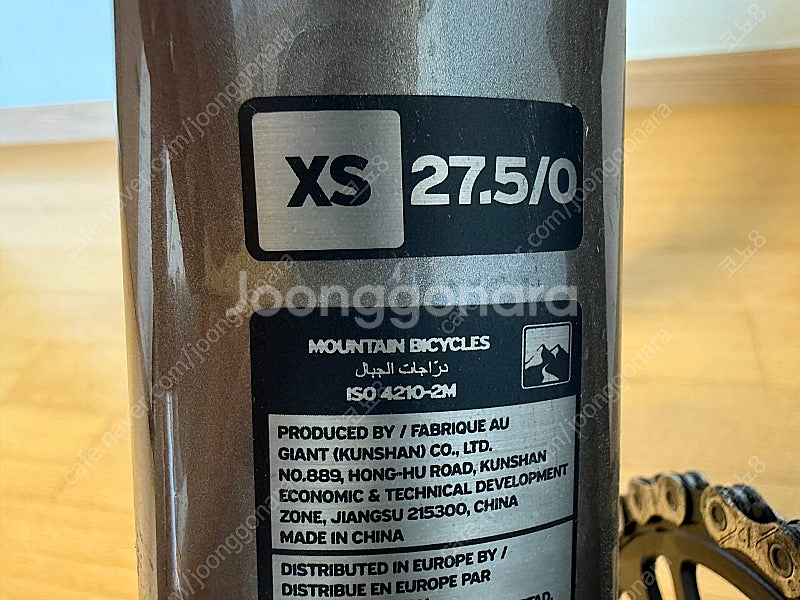 XS 27.5/0
Joonggonara
MOUNTAIN BICYCLES
درّاجات الجبال
ISO 4210-2M
PRODUCED BY / FABRIQUE AU
GIANT (KUNSHAN) CO., LTD.
NO.889, HONG-HU ROAD, KUNSHAN
ECONOMIC & TECHNICAL DEVELOPMENT
ZONE, JIANGSU 215300, CHINA
MADE IN CHINA
DISTRIBUTED IN EUROPE BY /
DISTRIBUE EN EUROPE PAR